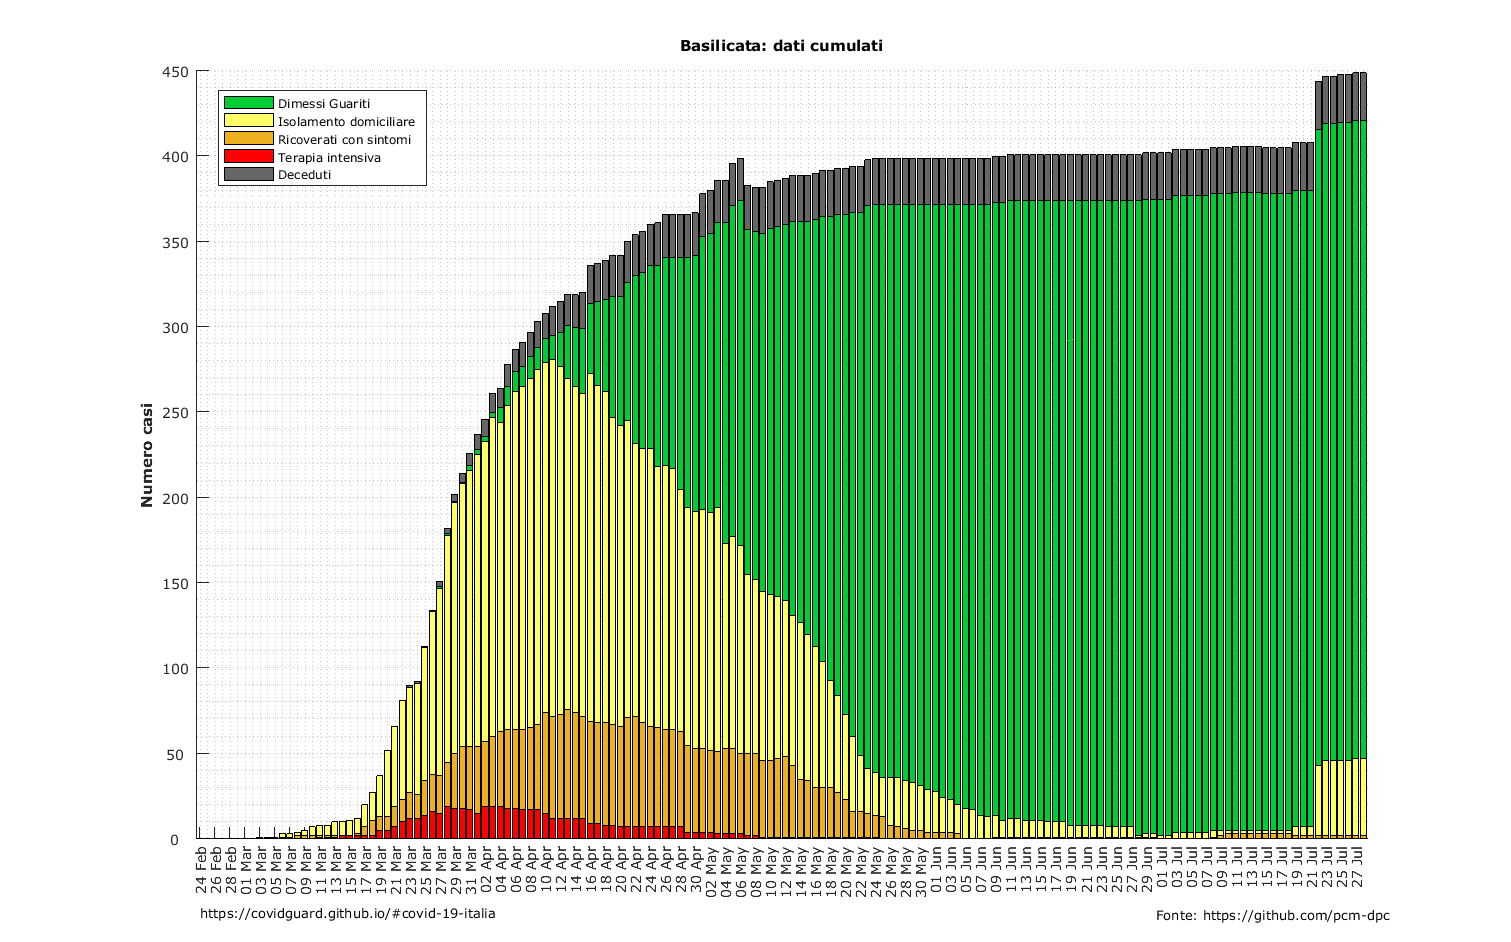 Basilicata: dati cumulati
Dimessi Guariti
Isolamento domiciliare
Ricoverati con sintomi
Terapia intensiva
Deceduti
Numero casi
450
400
350
300
250
200
150
100
50
0
24 Feb
26 Feb
28 Feb
01 Mar
03 Mar
05 Mar
07 Mar
09 Mar
11 Mar
13 Mar
15 Mar
17 Mar
19 Mar
21 Mar
23 Mar
25 Mar
27 Mar
29 Mar
31 Mar
02 Apr
04 Apr
06 Apr
08 Apr
10 Apr
12 Apr
14 Apr
16 Apr
18 Apr
20 Apr
22 Apr
24 Apr
26 Apr
28 Apr
30 Apr
02 May
04 May
06 May
08 May
10 May
12 May
14 May
16 May
18 May
20 May
22 May
24 May
26 May
28 May
30 May
01 Jun
03 Jun
05 Jun
07 Jun
09 Jun
11 Jun
13 Jun
15 Jun
17 Jun
19 Jun
21 Jun
23 Jun
25 Jun
27 Jun
29 Jun
01 Jul
03 Jul
05 Jul
07 Jul
09 Jul
11 Jul
13 Jul
15 Jul
17 Jul
19 Jul
21 Jul
23 Jul
25 Jul
27 Jul
https://covidguard.github.io/#covid-19-italia
Fonte: https://github.com/pcm-dpc